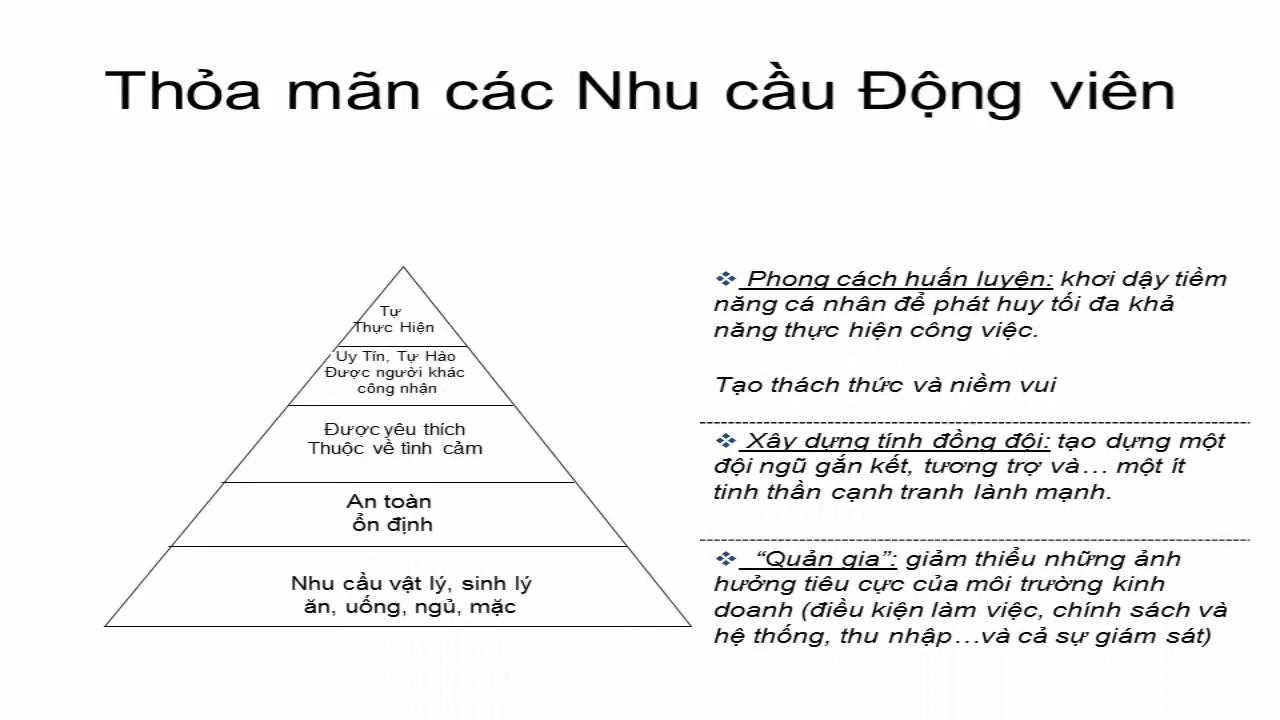 Thỏa mãn các Nhu cầu Động viên
Tự
Thực Hiện
Uy Tín, Tự Hào
Được người khác
công nhận
Được yêu thích
Thuộc về tình cảm
An toàn
ổn định
Nhu cầu vật lý, sinh lý
ăn, uống, ngủ, mặc
❖ Phong cách huấn luyện: khơi dậy tiềm
năng cá nhân để phát huy tối đa khả
năng thực hiện công việc.
Tạo thách thức và niềm vui
❖ Xây dựng tính đồng đội: tạo dựng một
đội ngũ gắn kết, tương trợ và… một ít
tinh thần cạnh tranh lành mạnh.
❖ “Quản gia”: giảm thiểu những ảnh
hưởng tiêu cực của môi trường kinh
doanh (điều kiện làm việc, chính sách và
hệ thống, thu nhập…và cả sự giám sát)